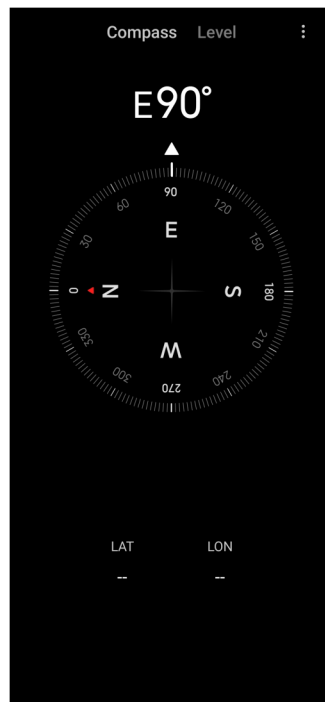 Compass Level
E90°
90
60 120
E
30 150
0 N S 180
W
330 210
300 240
270
LAT LON
-- --